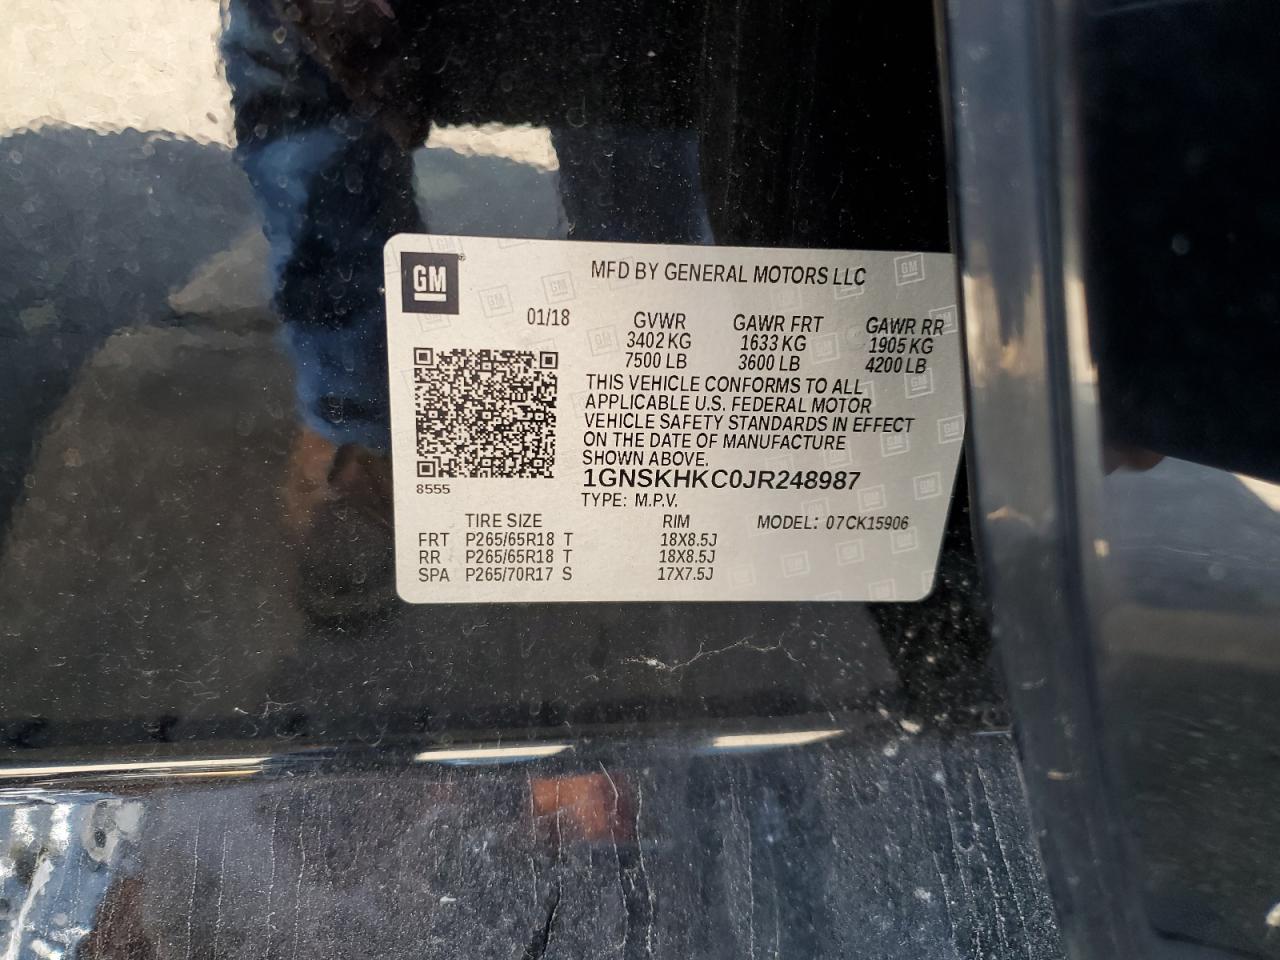 GM
MFD BY GENERAL MOTORS LLC
01/18
GVWR GAWR FRT GAWR RR
3402 KG 1633 KG 1905 KG
7500 LB 3600 LB 4200 LB
THIS VEHICLE CONFORMS TO ALL
APPLICABLE U.S. FEDERAL MOTOR
VEHICLE SAFETY STANDARDS IN EFFECT
ON THE DATE OF MANUFACTURE
SHOWN ABOVE.
1GNSKHKC0JR248987
8555
TYPE: M.P.V.
TIRE SIZE RIM MODEL: 07CK15906
FRT P265/65R18 T 18X8.5J
RR P265/65R18 T 18X8.5J
SPA P265/70R17 S 17X7.5J